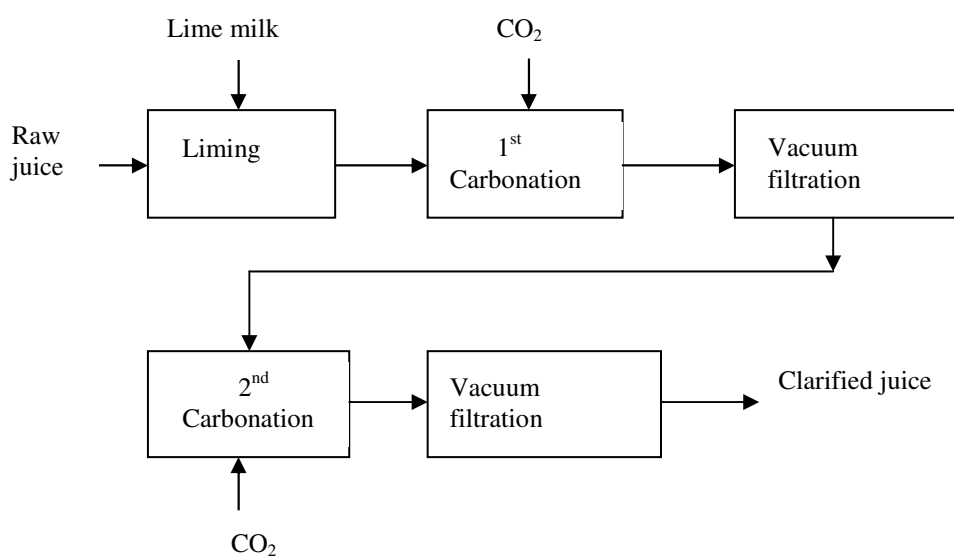 Lime milk
CO₂
Raw
juice
Liming
1ˢᵗ
Carbonation
Vacuum
filtration
2ⁿᵈ
Carbonation
Vacuum
filtration
Clarified juice
CO₂